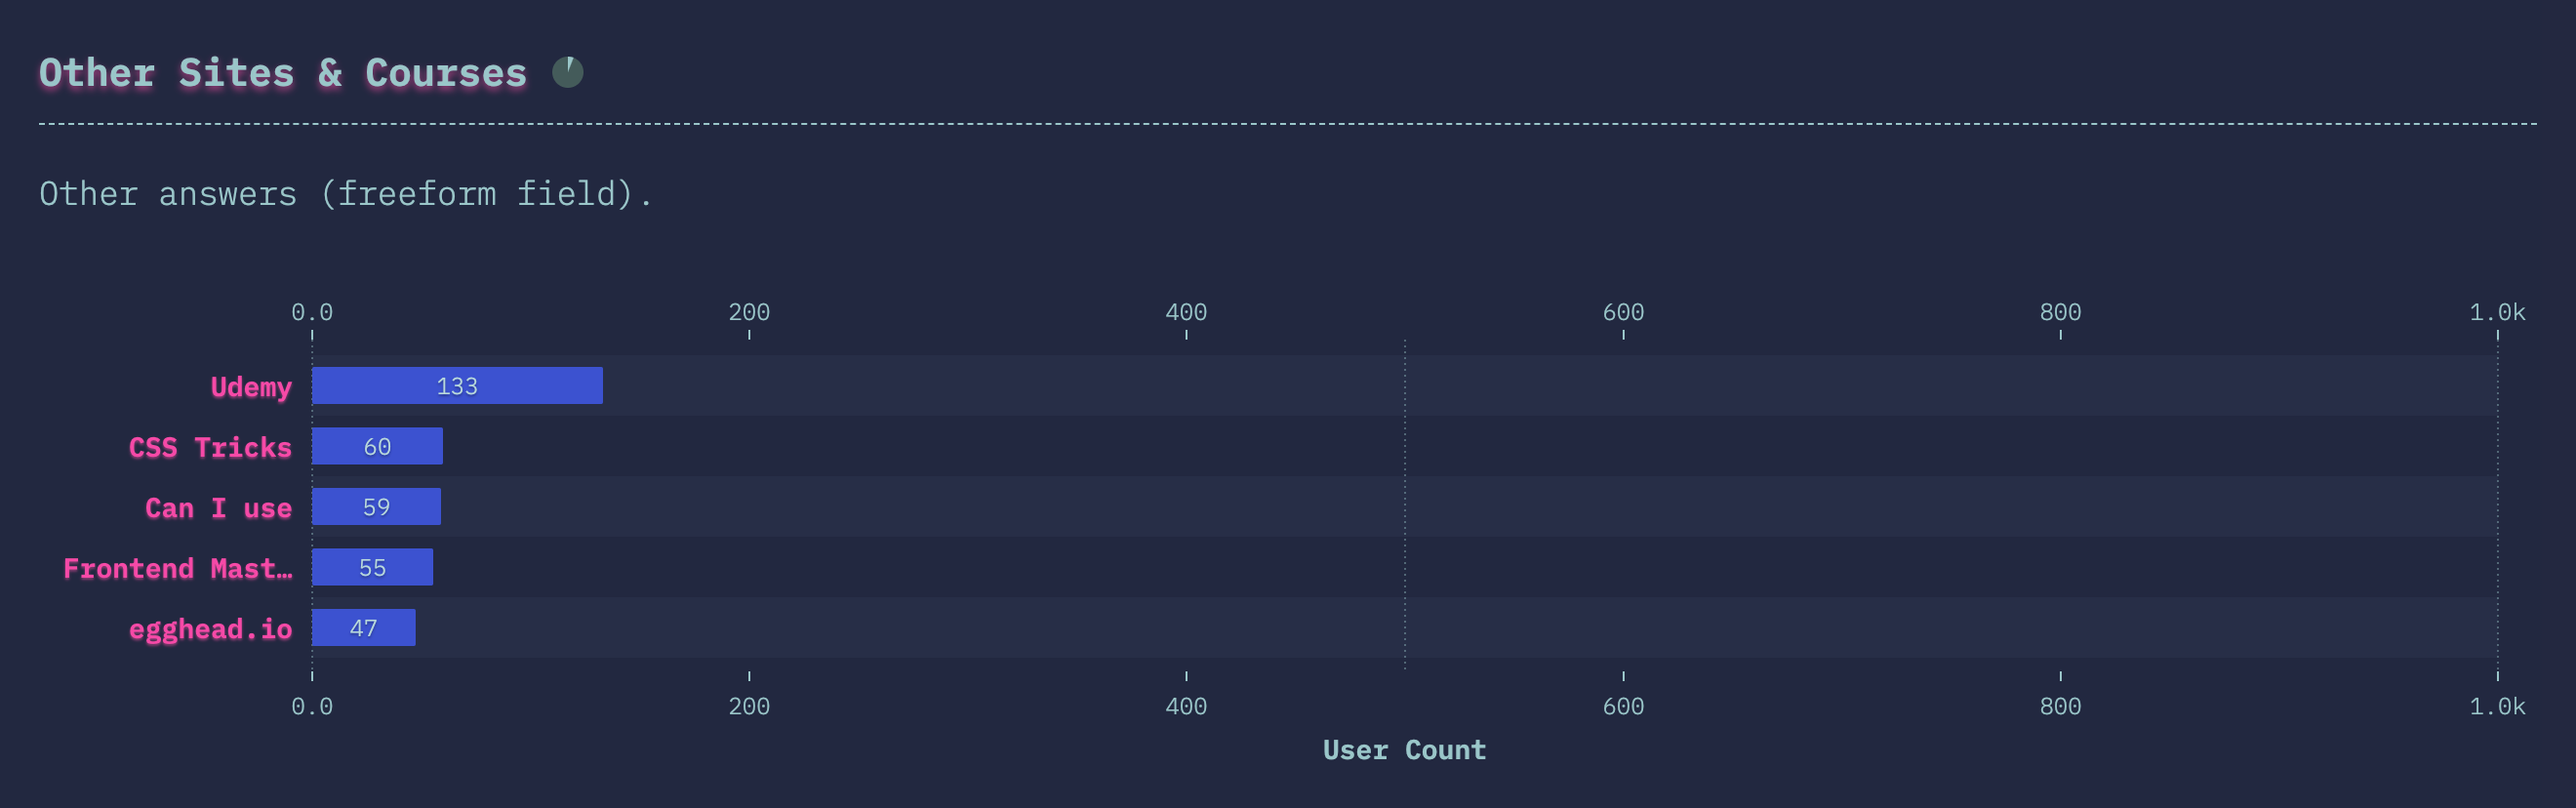 Other Sites & Courses
Other answers (freeform field).
0.0 200 400 600 800 1.0k
Udemy 133
CSS Tricks 60
Can I use 59
Frontend Mast… 55
egghead.io 47
0.0 200 400 600 800 1.0k
User Count